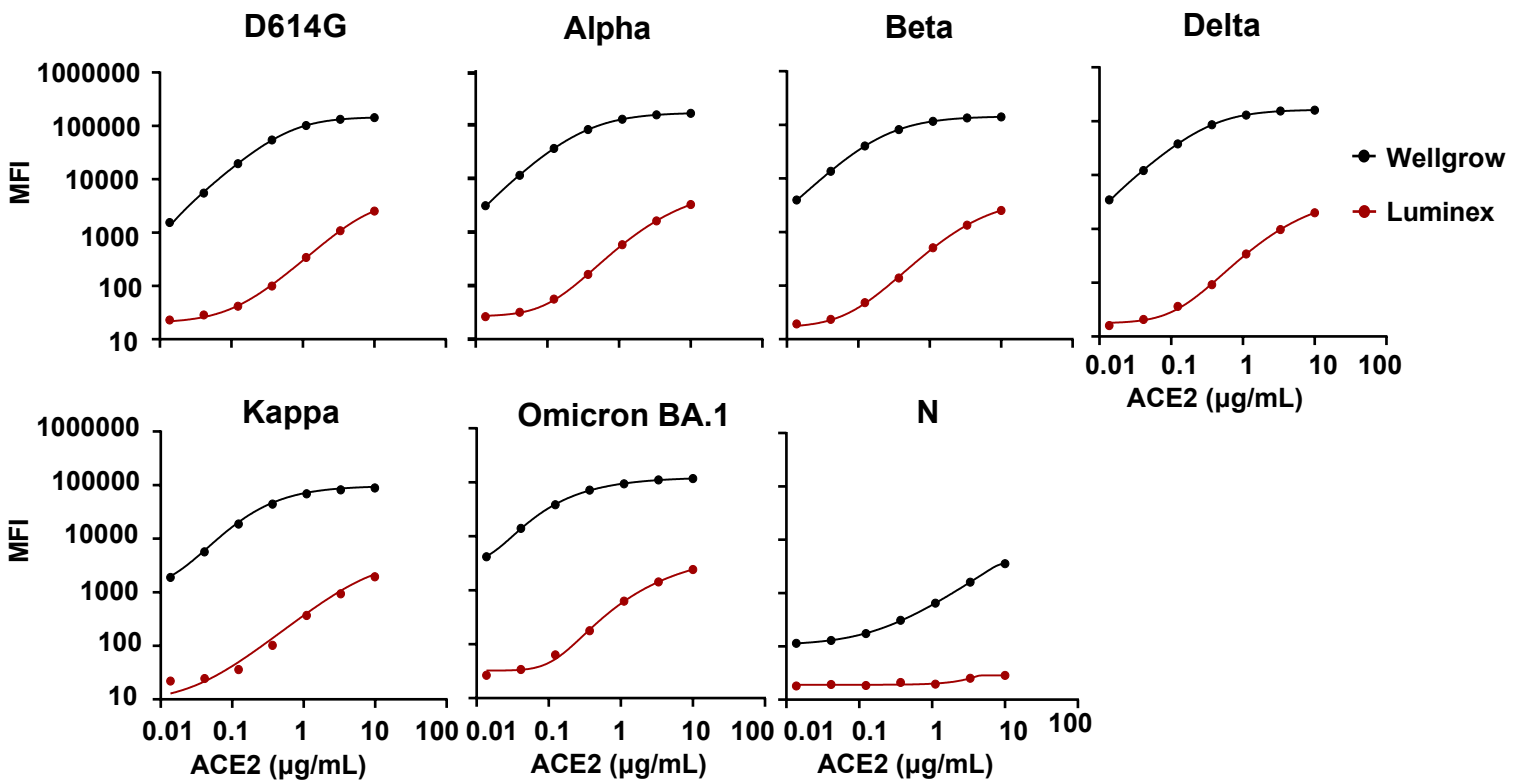 D614G
Alpha
Beta
Delta
1000000
100000
10000
1000
100
10
MFI
Wellgrow
Luminex
0.01 0.1 1 10 100
ACE2 (µg/mL)
Kappa
Omicron BA.1
N
1000000
100000
10000
1000
100
10
MFI
0.01 0.1 1 10 100
0.01 0.1 1 10 100
0.01 0.1 1 10 100
ACE2 (µg/mL)
ACE2 (µg/mL)
ACE2 (µg/mL)